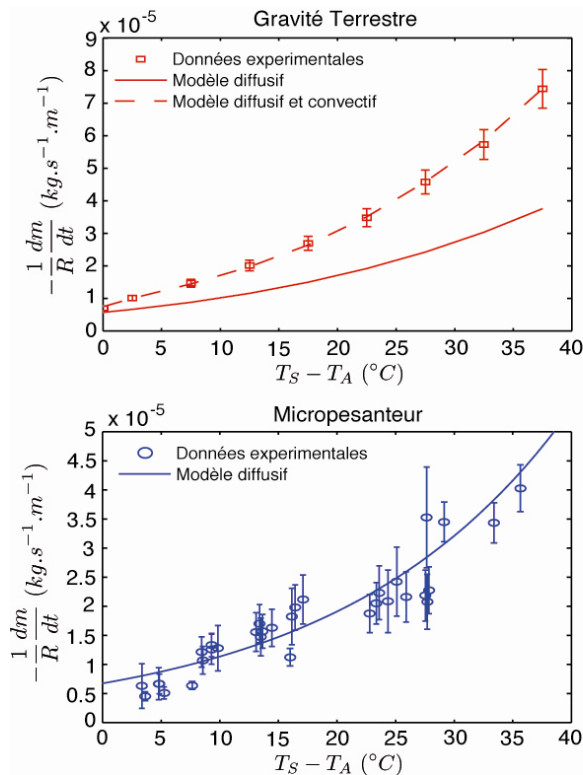 Gravité Terrestre
x 10⁻⁵
9
8
7
6
5
4
3
2
1
0
Données experimentales
Modèle diffusif
Modèle diffusif et convectif
−1/R dm/dt (kg.s⁻¹.m⁻¹)
0 5 10 15 20 25 30 35 40
T_S − T_A (°C)
Micropesanteur
x 10⁻⁵
5
4.5
4
3.5
3
2.5
2
1.5
1
0.5
0
Données experimentales
Modèle diffusif
−1/R dm/dt (kg.s⁻¹.m⁻¹)
0 5 10 15 20 25 30 35 40
T_S − T_A (°C)